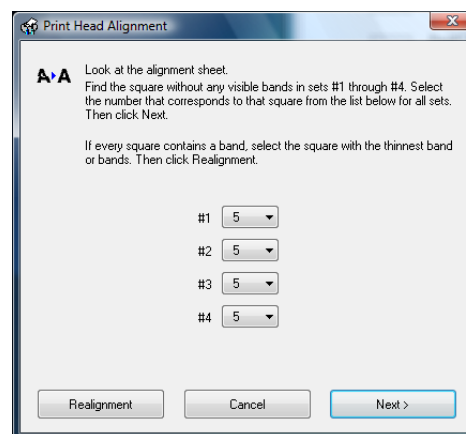 Print Head Alignment
A▸A
Look at the alignment sheet.
Find the square without any visible bands in sets #1 through #4. Select
the number that corresponds to that square from the list below for all sets.
Then click Next.
If every square contains a band, select the square with the thinnest band
or bands. Then click Realignment.
#1 5
#2 5
#3 5
#4 5
Realignment Cancel Next >